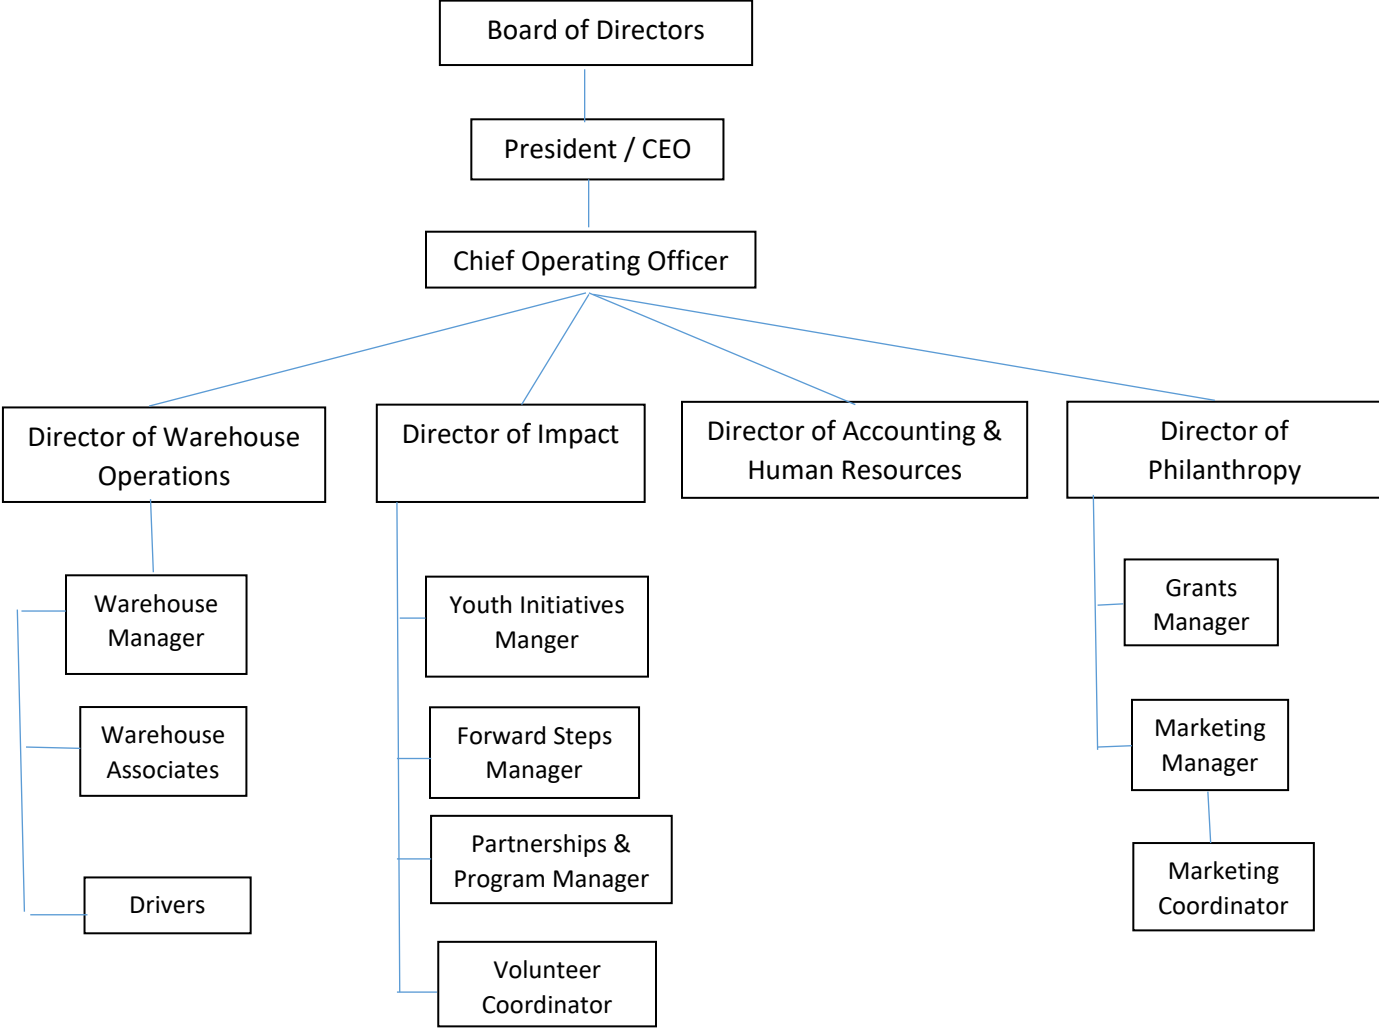 Board of Directors
President / CEO
Chief Operating Officer
Director of Warehouse
Operations
Director of Impact
Director of Accounting &
Human Resources
Director of
Philanthropy
Warehouse
Manager
Warehouse
Associates
Drivers
Youth Initiatives
Manger
Forward Steps
Manager
Partnerships &
Program Manager
Volunteer
Coordinator
Grants
Manager
Marketing
Manager
Marketing
Coordinator